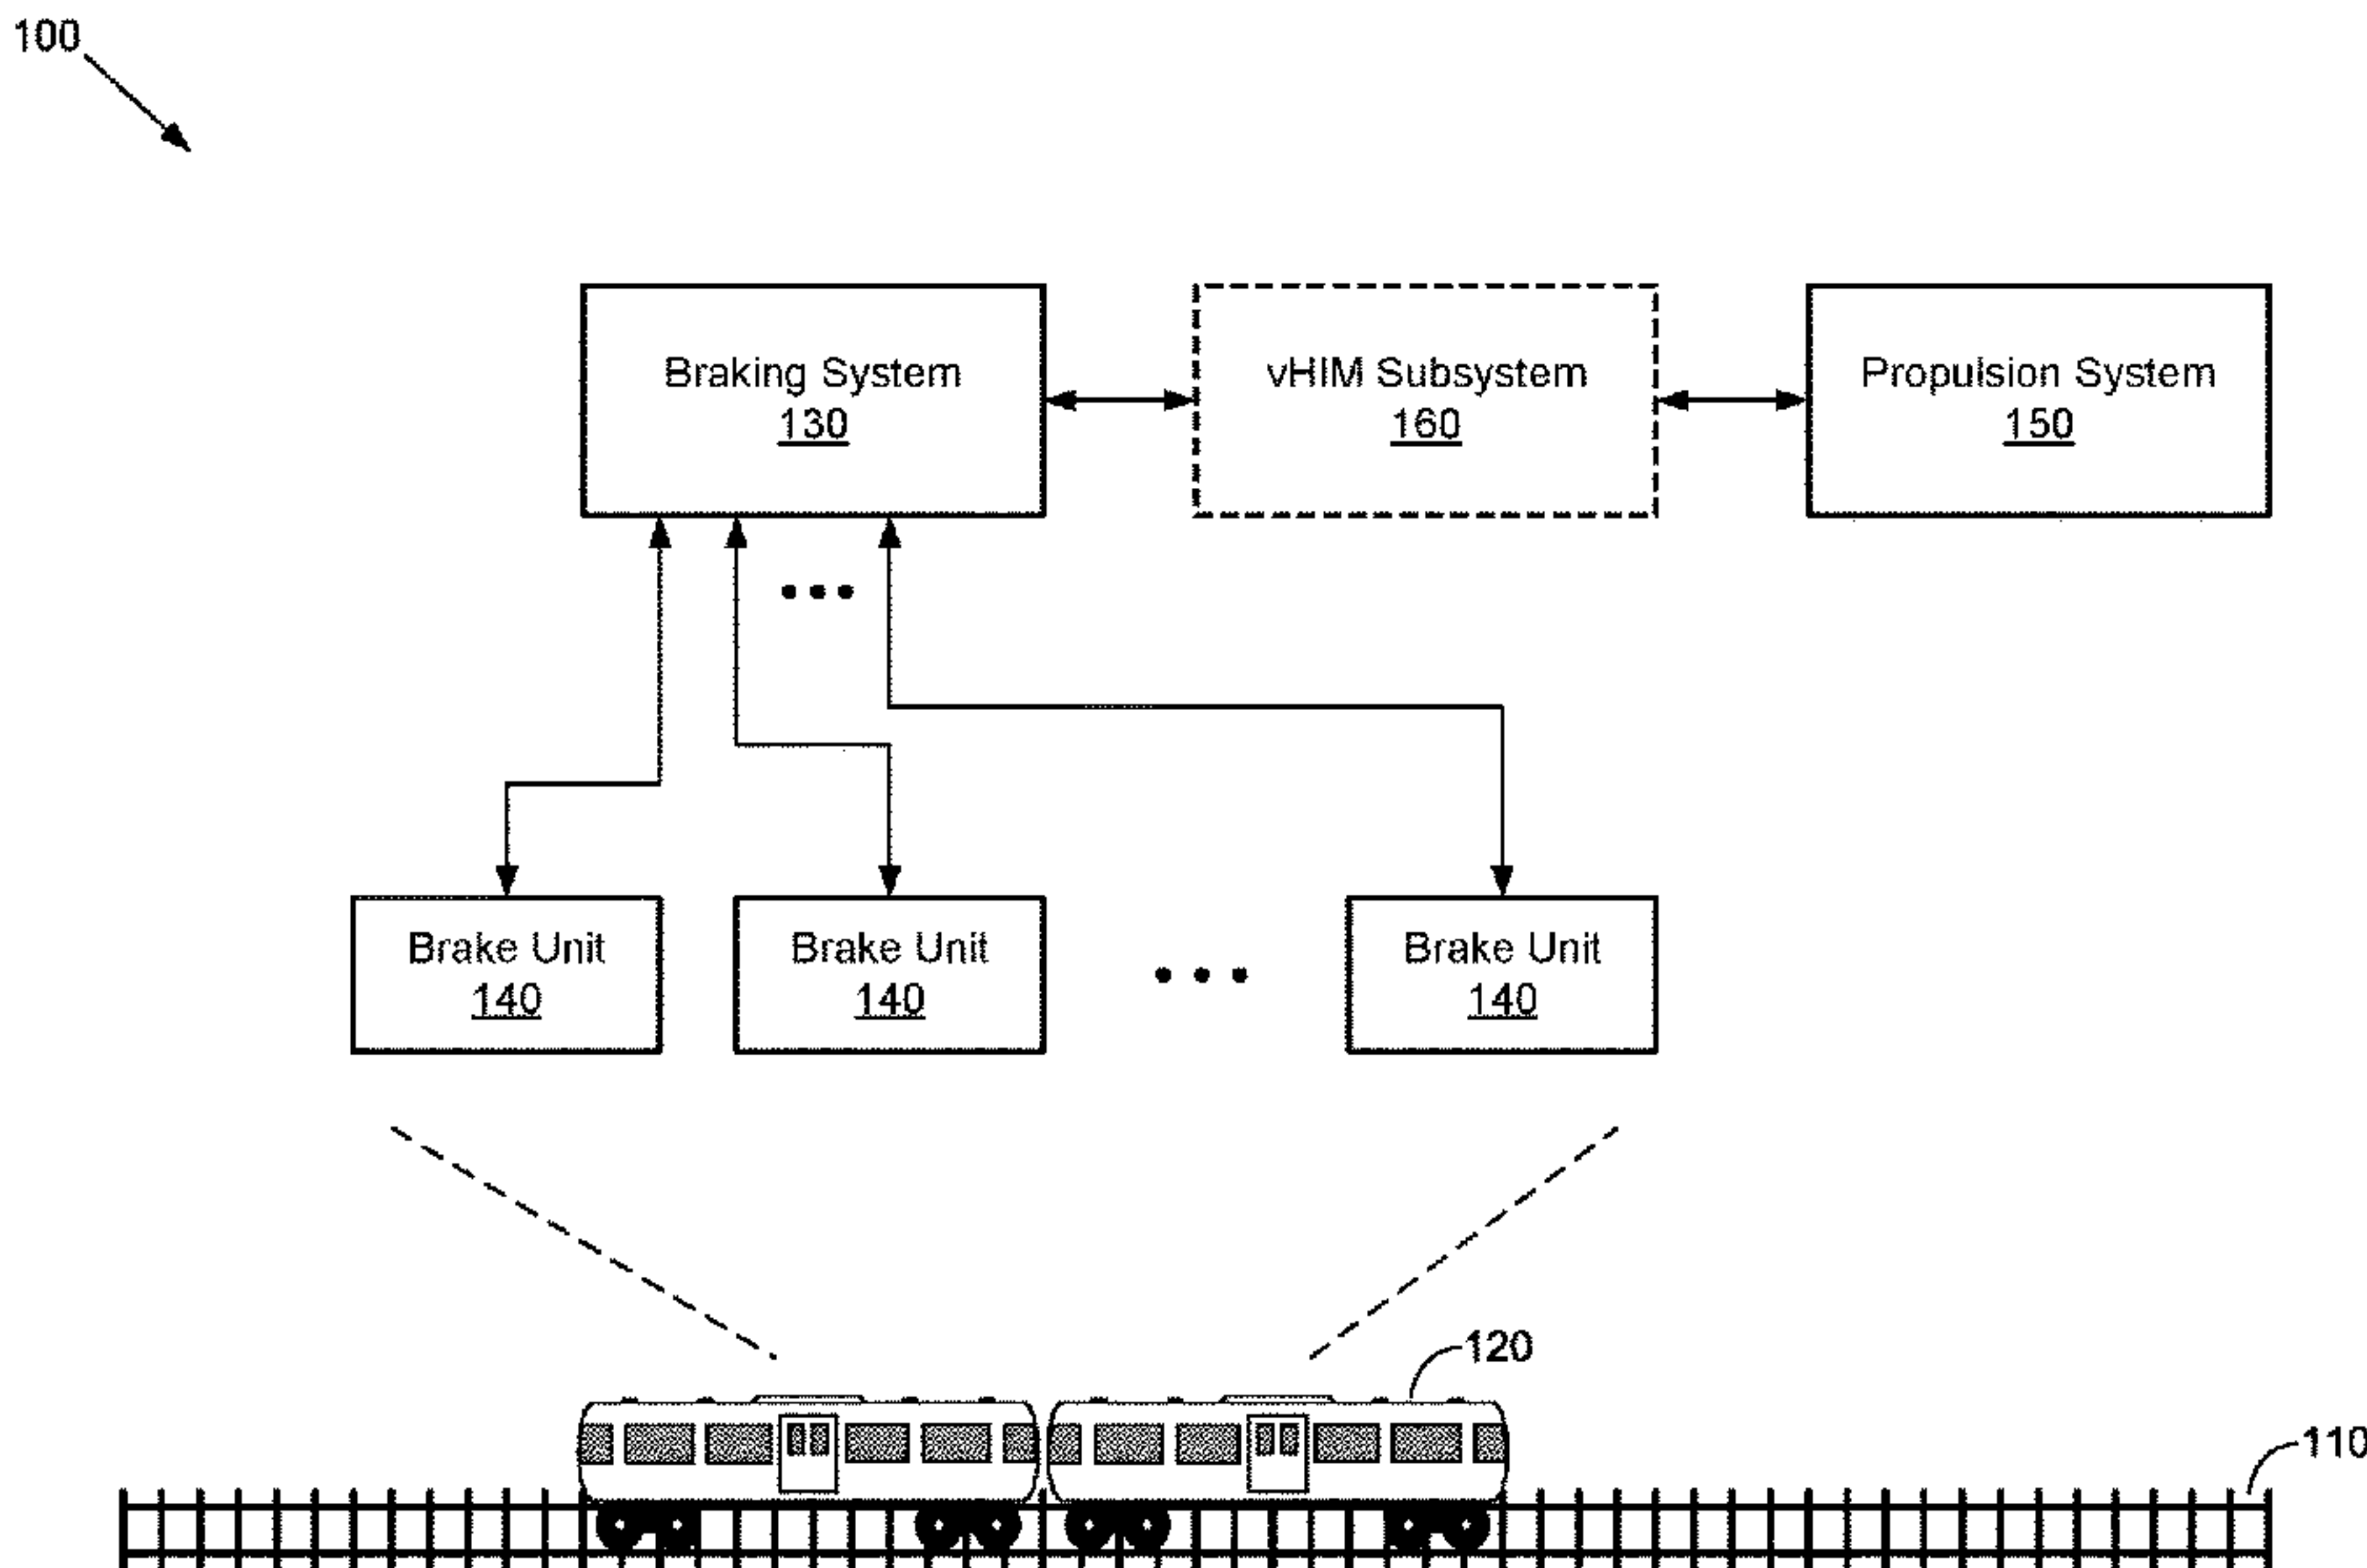 100
Braking System
130
vHIM Subsystem
160
Propulsion System
150
Brake Unit
140
Brake Unit
140
Brake Unit
140
120
110